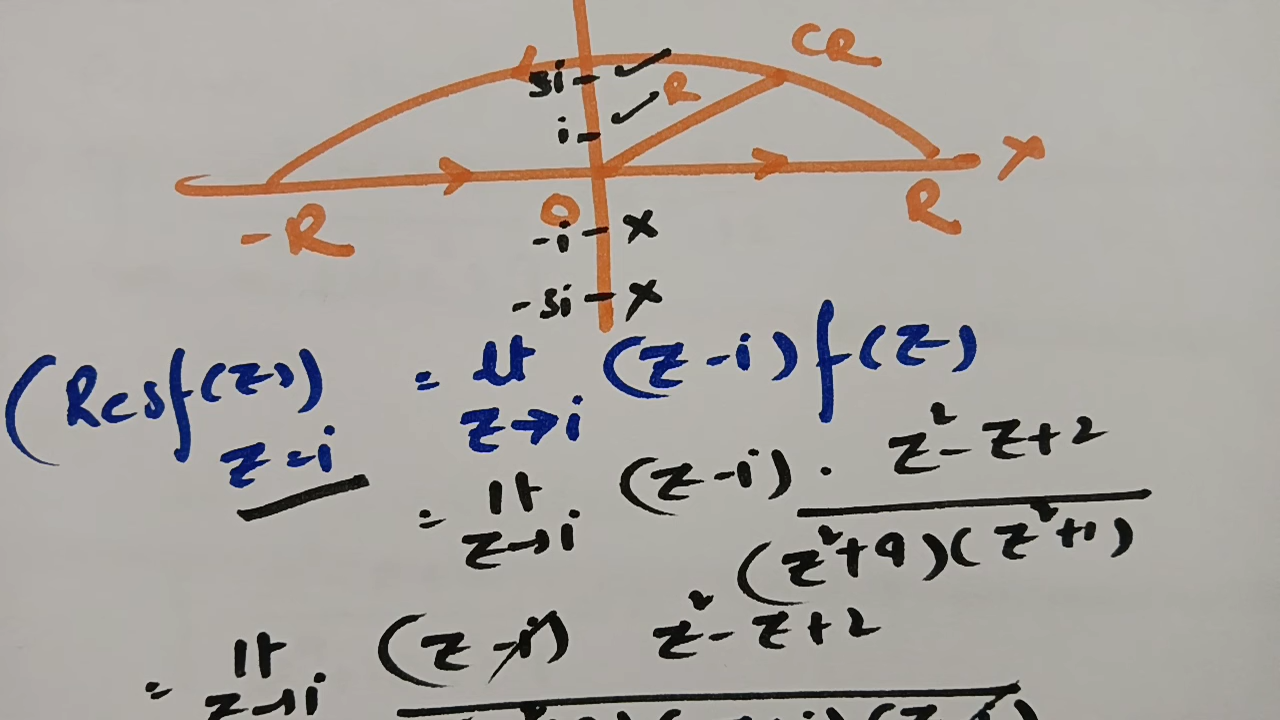 CR
3i
R
i
X
O
-R
R
-i x
-3i x
(Res f(z))
z=i
= lt (z-i) f(z)
z→i
= lt (z-i) . z²-z+2
z→i (z²+9)(z²+1)
= lt (z-i) z²-z+2
z→i